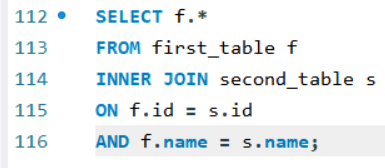 112 SELECT f.*
113 FROM first_table f
114 INNER JOIN second_table s
115 ON f.id = s.id
116 AND f.name = s.name;